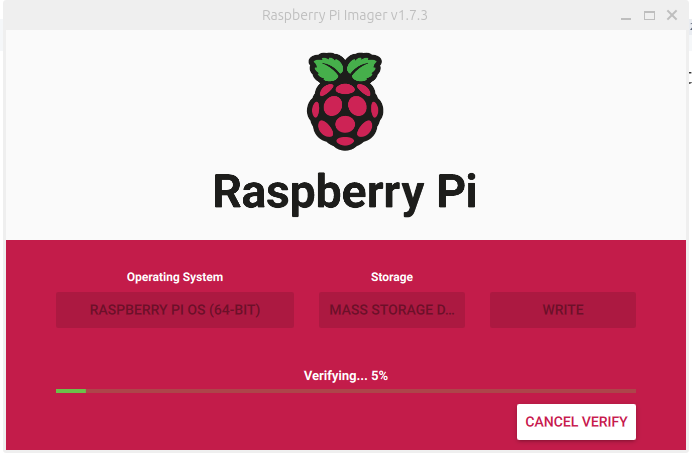 Raspberry Pi Imager v1.7.3
Raspberry Pi
Operating System
Storage
RASPBERRY PI OS (64-BIT)
MASS STORAGE D...
WRITE
Verifying... 5%
CANCEL VERIFY